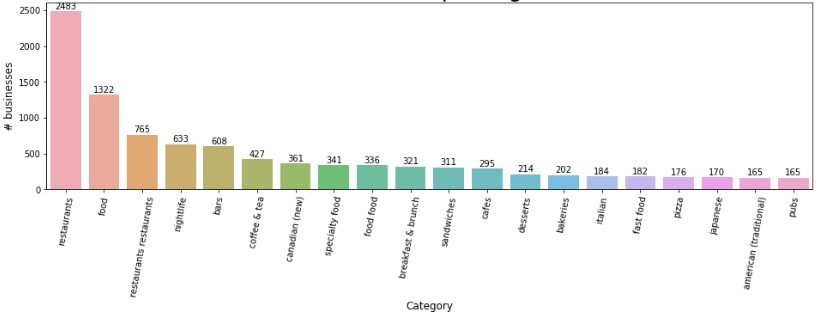 2500
2000
1500
1000
500
0
# businesses
2483
1322
765
633
608
427
361
341
336
321
311
295
214
202
184
182
176
170
165
165
restaurants
food
restaurants restaurants
nightlife
bars
coffee & tea
canadian (new)
specialty food
food food
breakfast & brunch
sandwiches
cafes
desserts
bakeries
italian
fast food
pizza
japanese
american (traditional)
pubs
Category